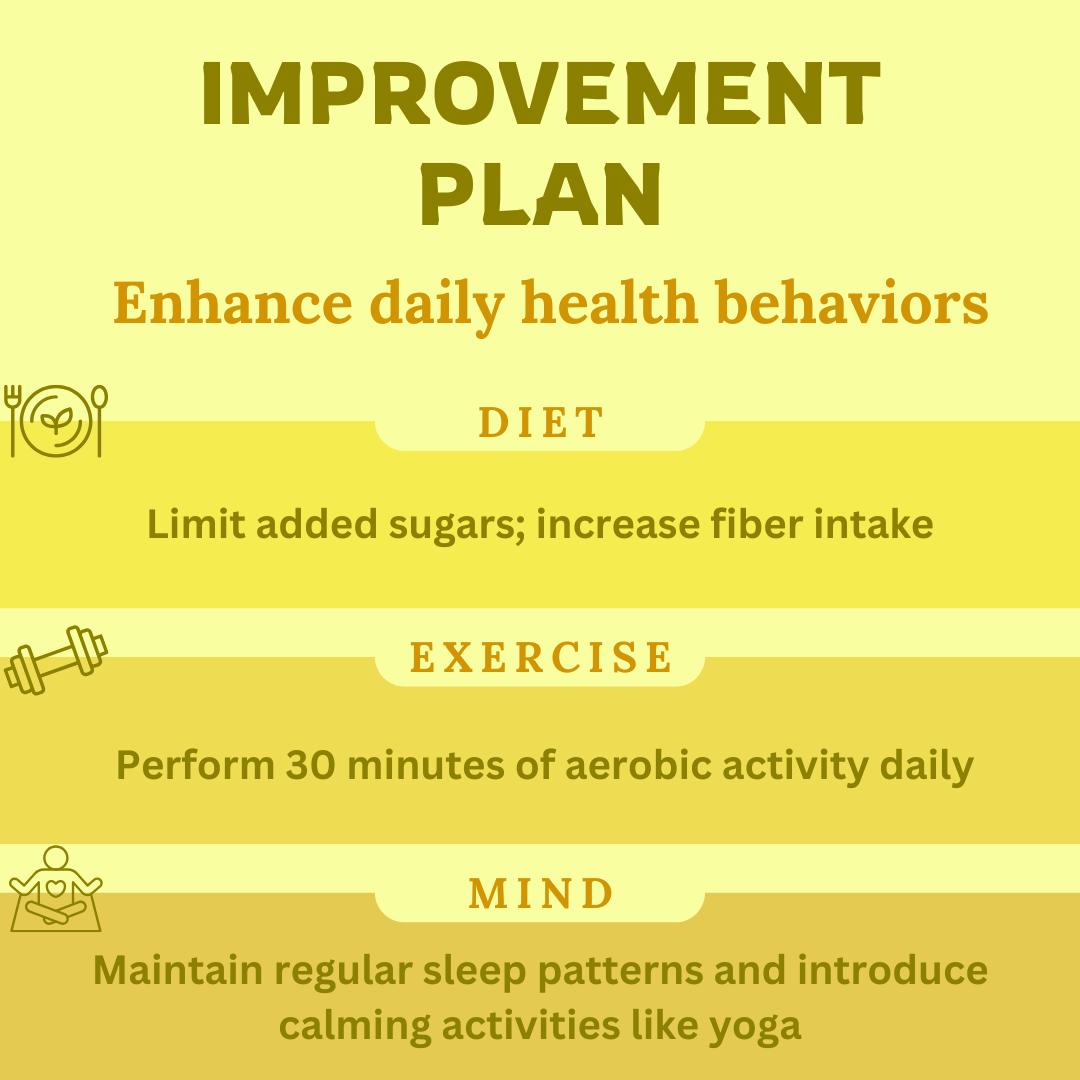 IMPROVEMENT
PLAN
Enhance daily health behaviors
DIET
Limit added sugars; increase fiber intake
EXERCISE
Perform 30 minutes of aerobic activity daily
MIND
Maintain regular sleep patterns and introduce
calming activities like yoga